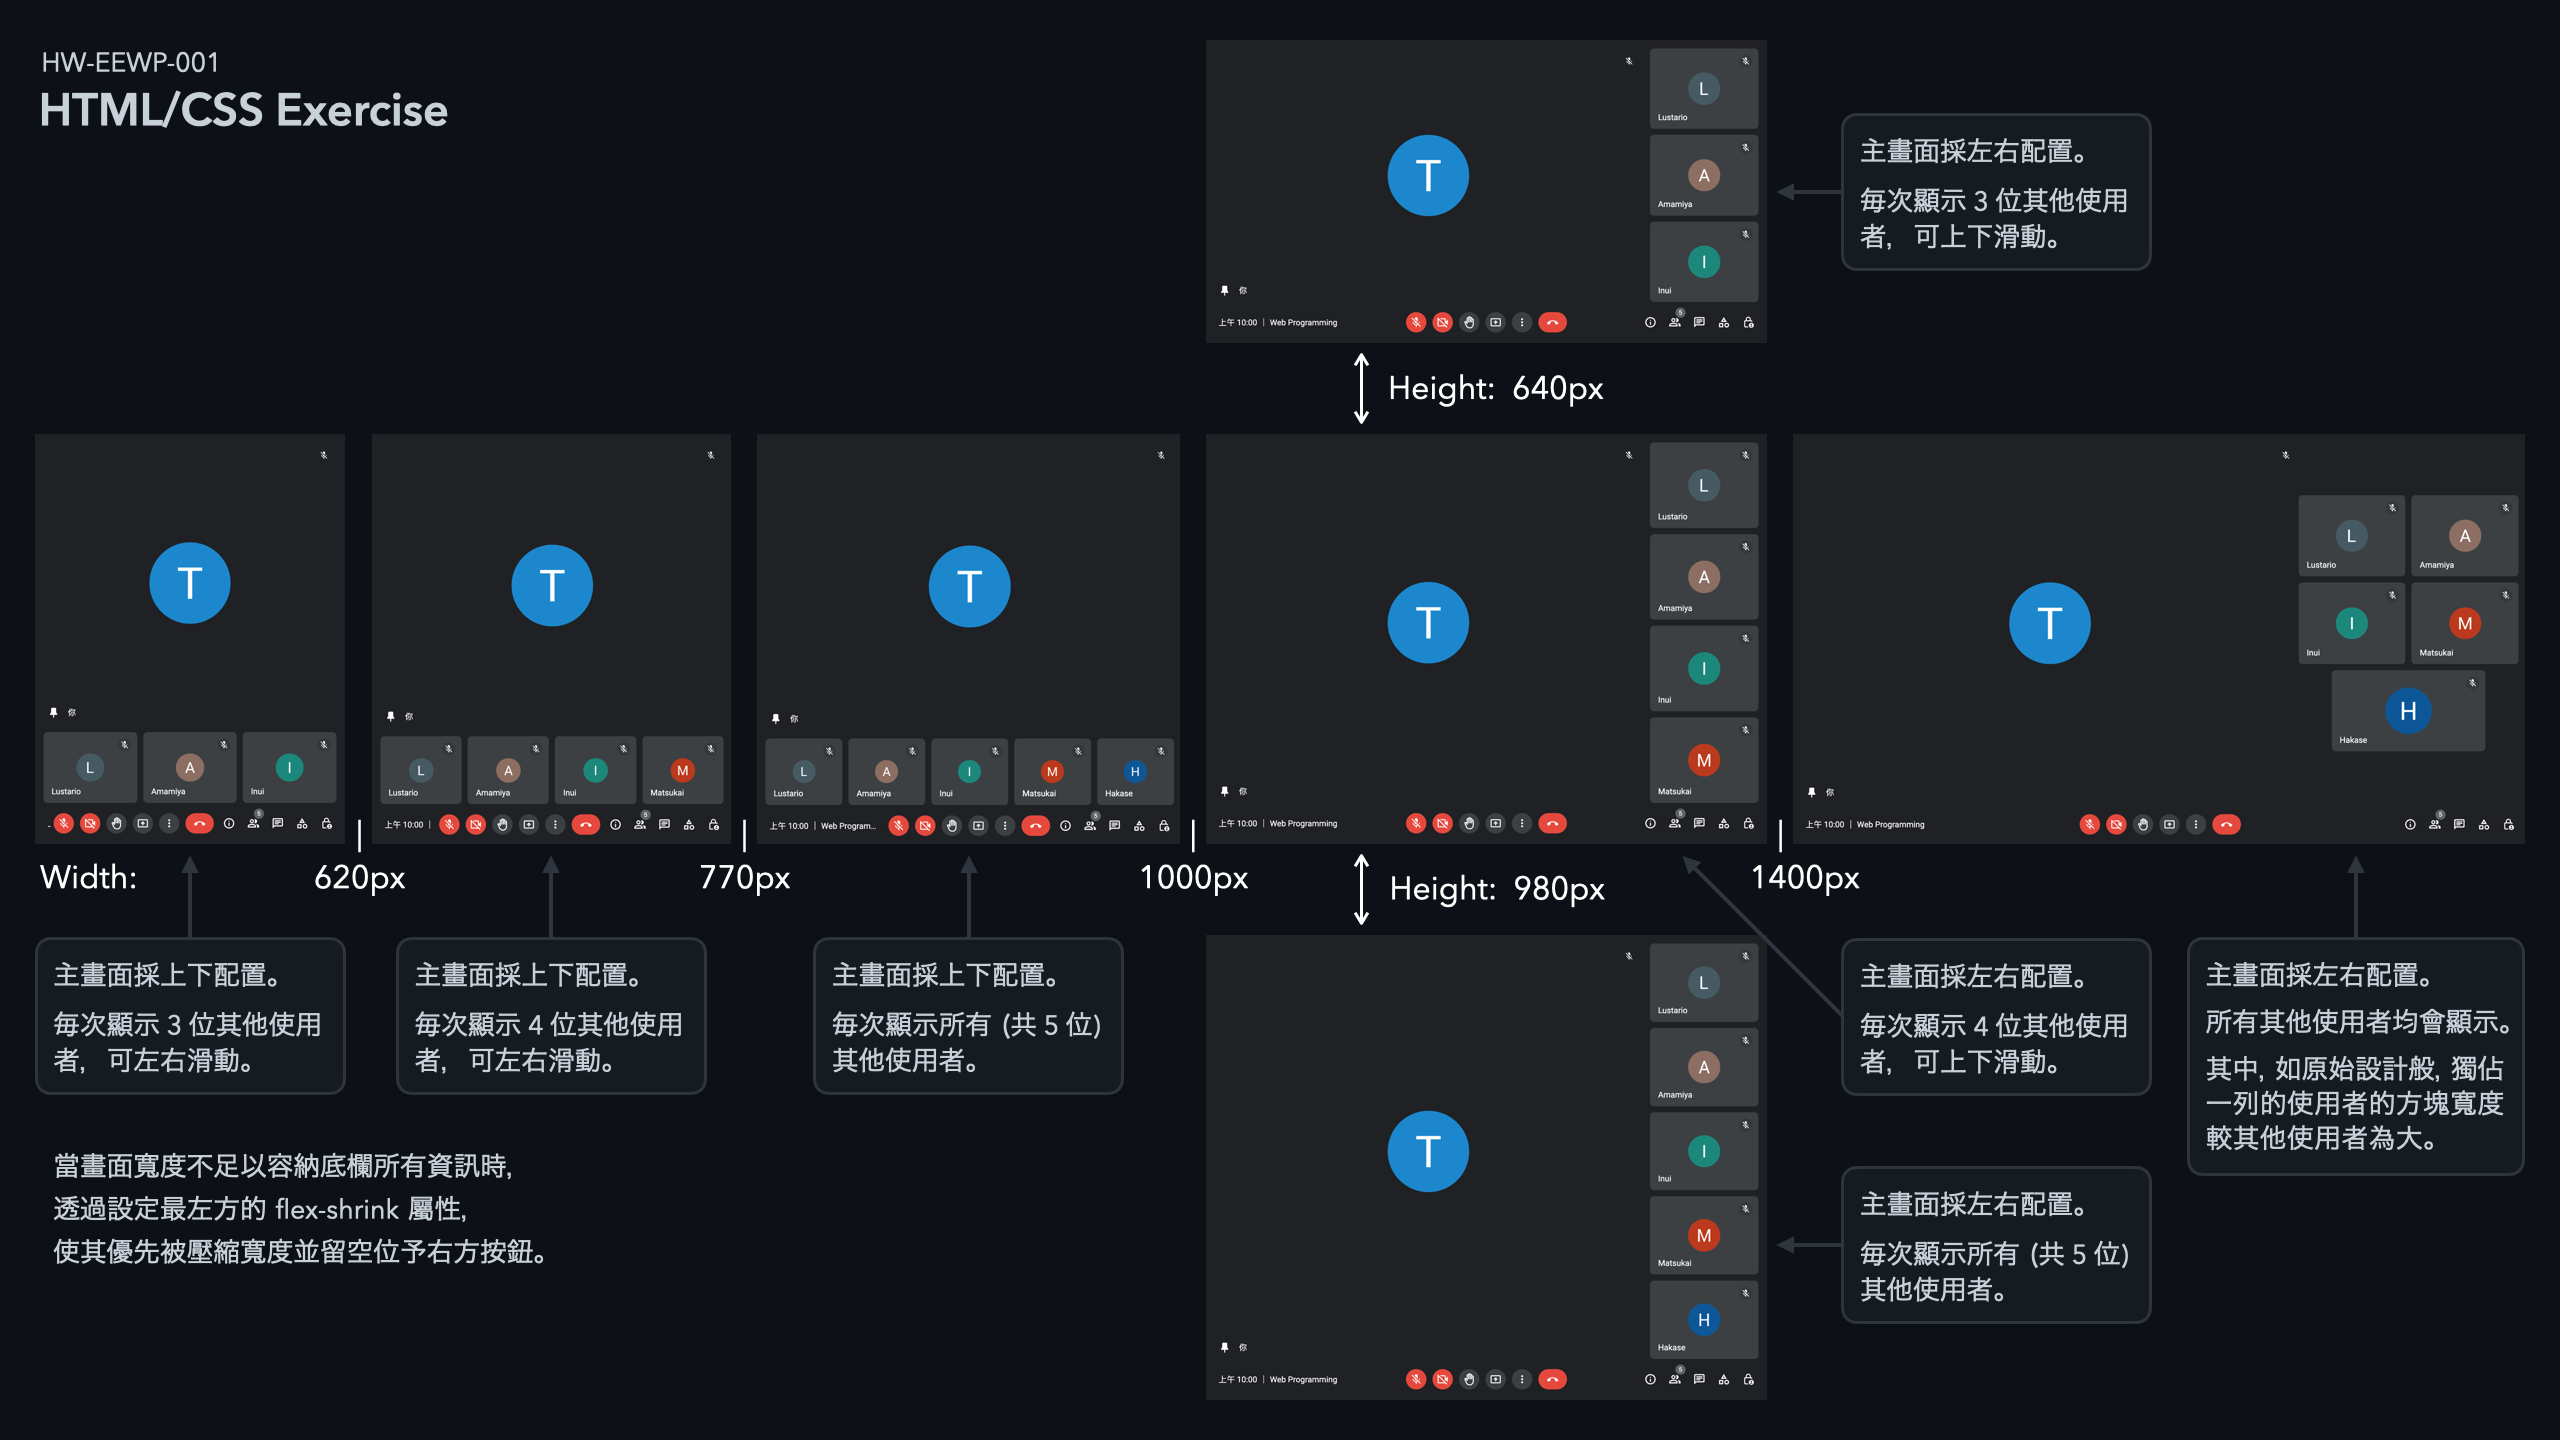 HW-EEWP-001
HTML/CSS Exercise
L
Lustario
A
Amamiya
I
Inui
T
你
上午 10:00 | Web Programming
5
主畫面採左右配置。
每次顯示 3 位其他使用
者，可上下滑動。
Height: 640px
T
你
L
Lustario
A
Amamiya
I
Inui
5
T
你
L
Lustario
A
Amamiya
I
Inui
M
Matsukai
上午 10:00 |
5
T
你
L
Lustario
A
Amamiya
I
Inui
M
Matsukai
H
Hakase
上午 10:00 | Web Program...
5
T
你
L
Lustario
A
Amamiya
I
Inui
M
Matsukai
上午 10:00 | Web Programming
5
T
你
L
Lustario
A
Amamiya
I
Inui
M
Matsukai
H
Hakase
上午 10:00 | Web Programming
5
Width:
620px
770px
1000px
Height: 980px
1400px
主畫面採上下配置。
每次顯示 3 位其他使用
者，可左右滑動。
主畫面採上下配置。
每次顯示 4 位其他使用
者，可左右滑動。
主畫面採上下配置。
每次顯示所有 (共 5 位)
其他使用者。
主畫面採左右配置。
每次顯示 4 位其他使用
者，可上下滑動。
主畫面採左右配置。
所有其他使用者均會顯示。
其中, 如原始設計般, 獨佔
一列的使用者的方塊寬度
較其他使用者為大。
T
你
L
Lustario
A
Amamiya
I
Inui
M
Matsukai
H
Hakase
上午 10:00 | Web Programming
5
主畫面採左右配置。
每次顯示所有 (共 5 位)
其他使用者。
當畫面寬度不足以容納底欄所有資訊時,
透過設定最左方的 flex-shrink 屬性,
使其優先被壓縮寬度並留空位予右方按鈕。